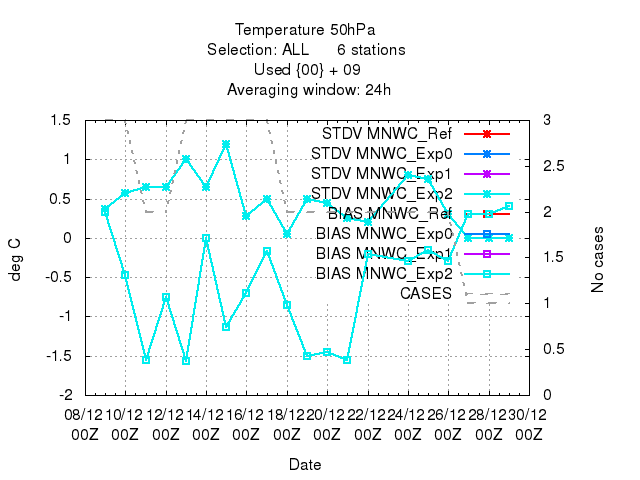 Temperature 50hPa
Selection: ALL 6 stations
Used {00} + 09
Averaging window: 24h
1.5
1
0.5
0
-0.5
-1
-1.5
-2
deg C
3
2.5
2
1.5
1
0.5
0
No cases
STDV MNWC_Ref
STDV MNWC_Exp0
STDV MNWC_Exp1
STDV MNWC_Exp2
BIAS MNWC_Ref
BIAS MNWC_Exp0
BIAS MNWC_Exp1
BIAS MNWC_Exp2
CASES
08/12 10/12 12/12 14/12 16/12 18/12 20/12 22/12 24/12 26/12 28/12 30/12
00Z 00Z 00Z 00Z 00Z 00Z 00Z 00Z 00Z 00Z 00Z 00Z
Date